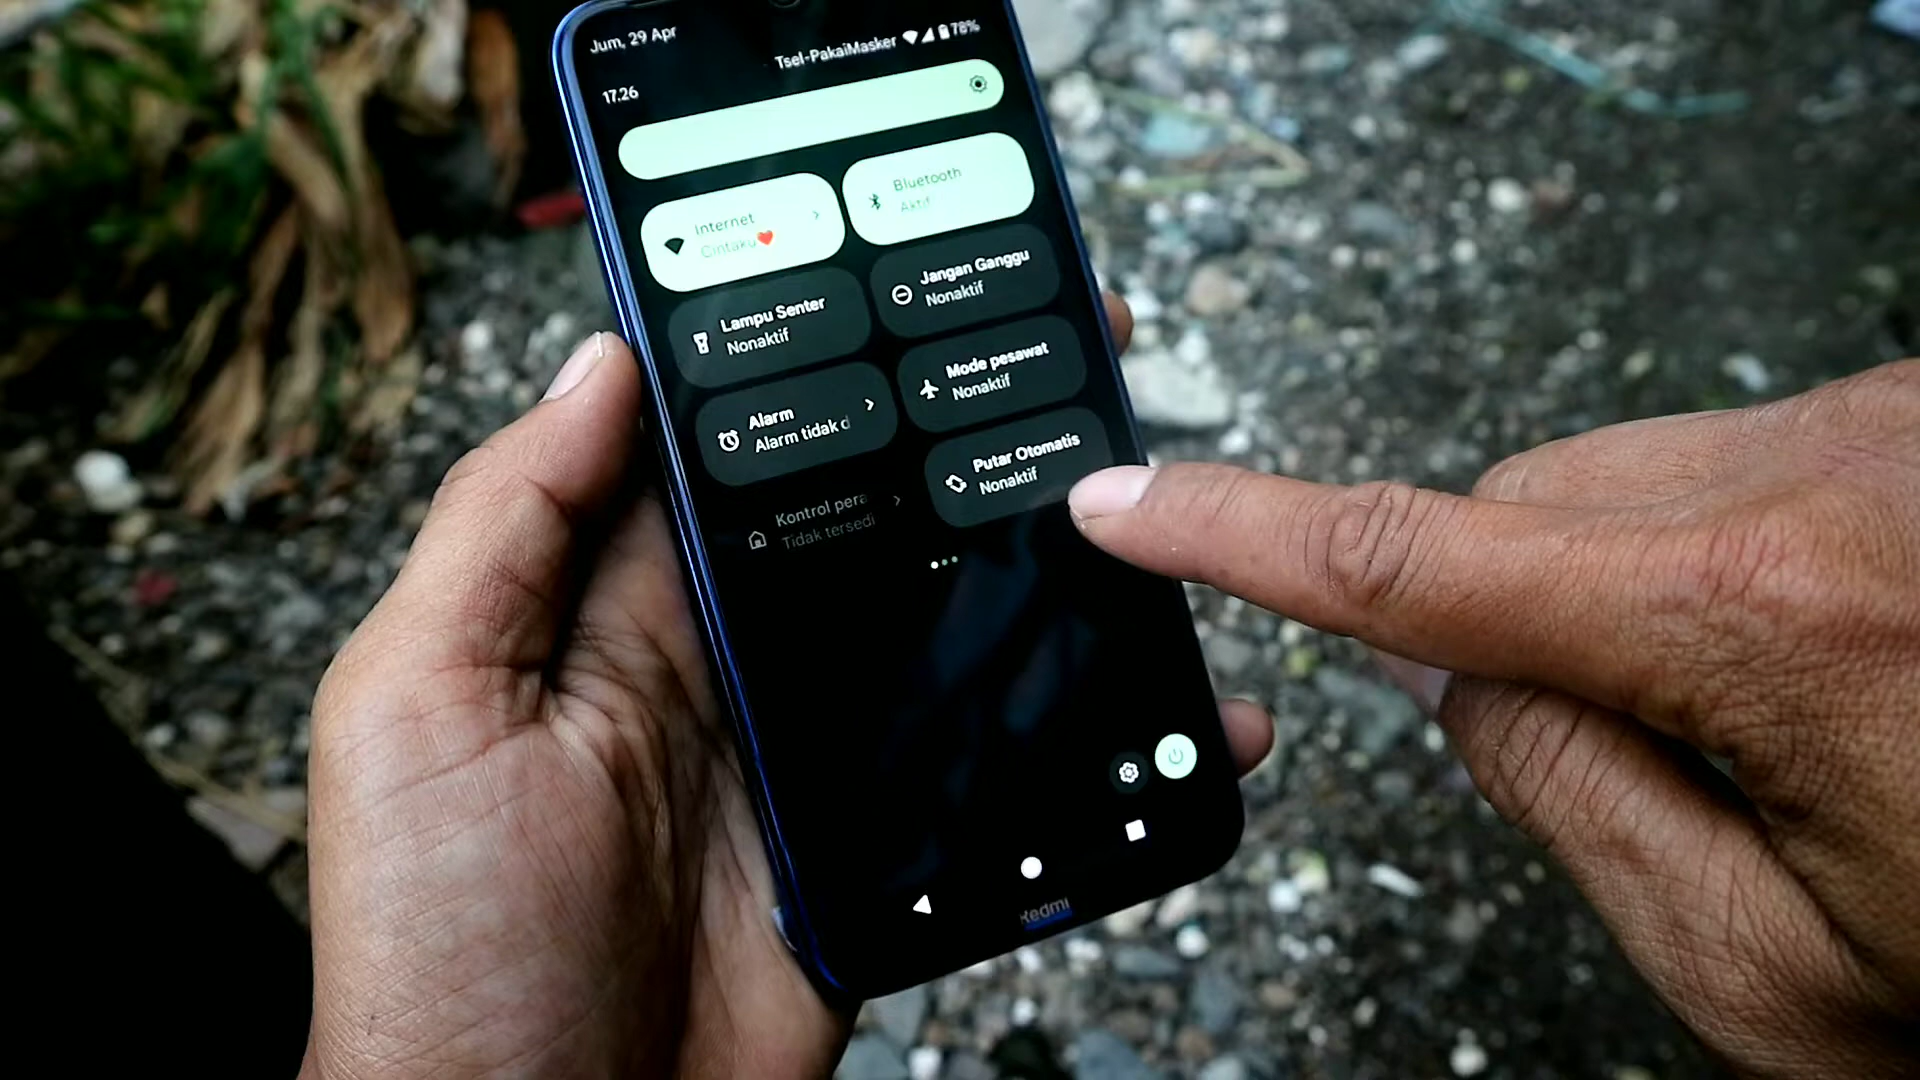 Jum, 29 Apr
Tsel-PakaiMasker 78%
17.26
Internet
Cintaku❤️
Bluetooth
Aktif
Lampu Senter
Nonaktif
Jangan Ganggu
Nonaktif
Alarm
Alarm tidak d
Mode pesawat
Nonaktif
Kontrol pera
Tidak tersedi
Putar Otomatis
Nonaktif
Redmi